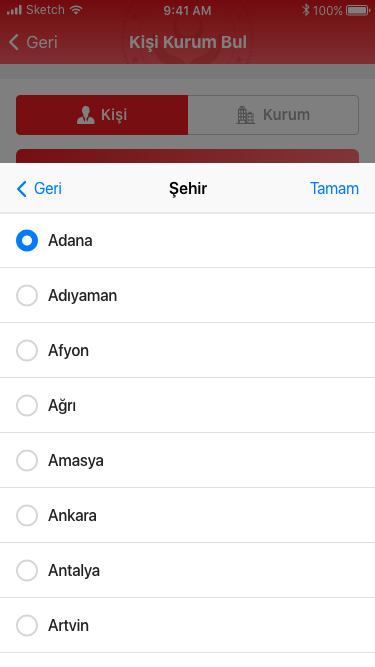 Sketch 9:41 AM 100%
Geri Kişi Kurum Bul
Kişi Kurum
Geri Şehir Tamam
Adana
Adıyaman
Afyon
Ağrı
Amasya
Ankara
Antalya
Artvin